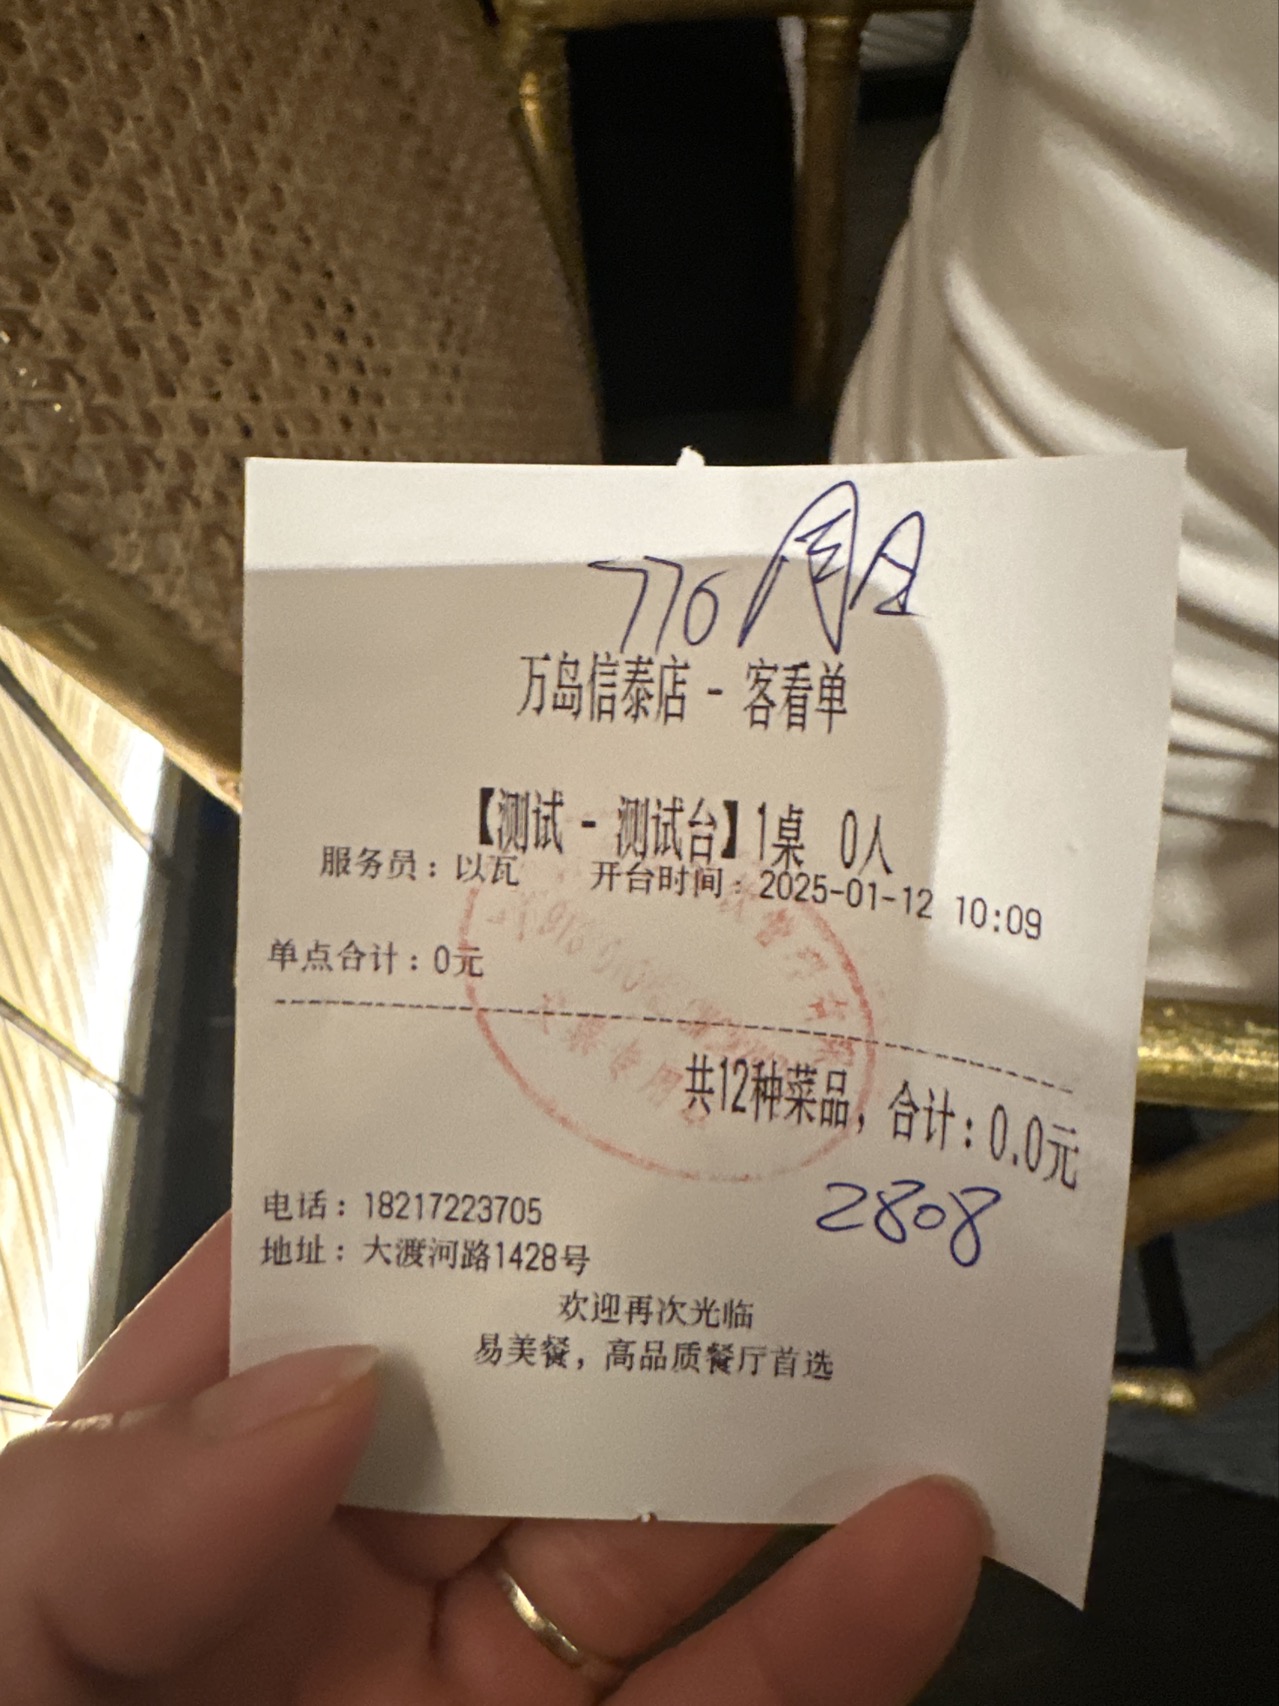 776
万岛信泰店 - 客看单
【测试 - 测试台】1桌 0人
服务员：以瓦 开台时间：2025-01-12 10:09
单点合计：0元
共12种菜品，合计：0.0元
2808
电话：18217223705
地址：大渡河路1428号
欢迎再次光临
易美餐，高品质餐厅首选